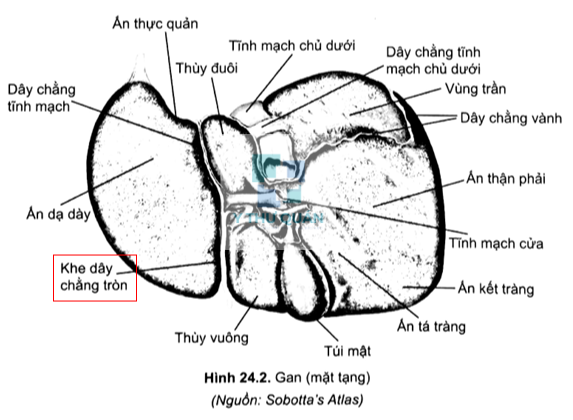 Ấn thực quản
Tĩnh mạch chủ dưới
Thùy đuôi
Dây chằng tĩnh
mạch chủ dưới
Vùng trần
Dây chằng
tĩnh mạch
Dây chằng vành
Ấn dạ dày
Ấn thận phải
Tĩnh mạch cửa
Khe dây
chằng tròn
Ấn kết tràng
Ấn tá tràng
Thùy vuông
Túi mật
Hình 24.2. Gan (mặt tạng)
(Nguồn: Sobotta's Atlas)